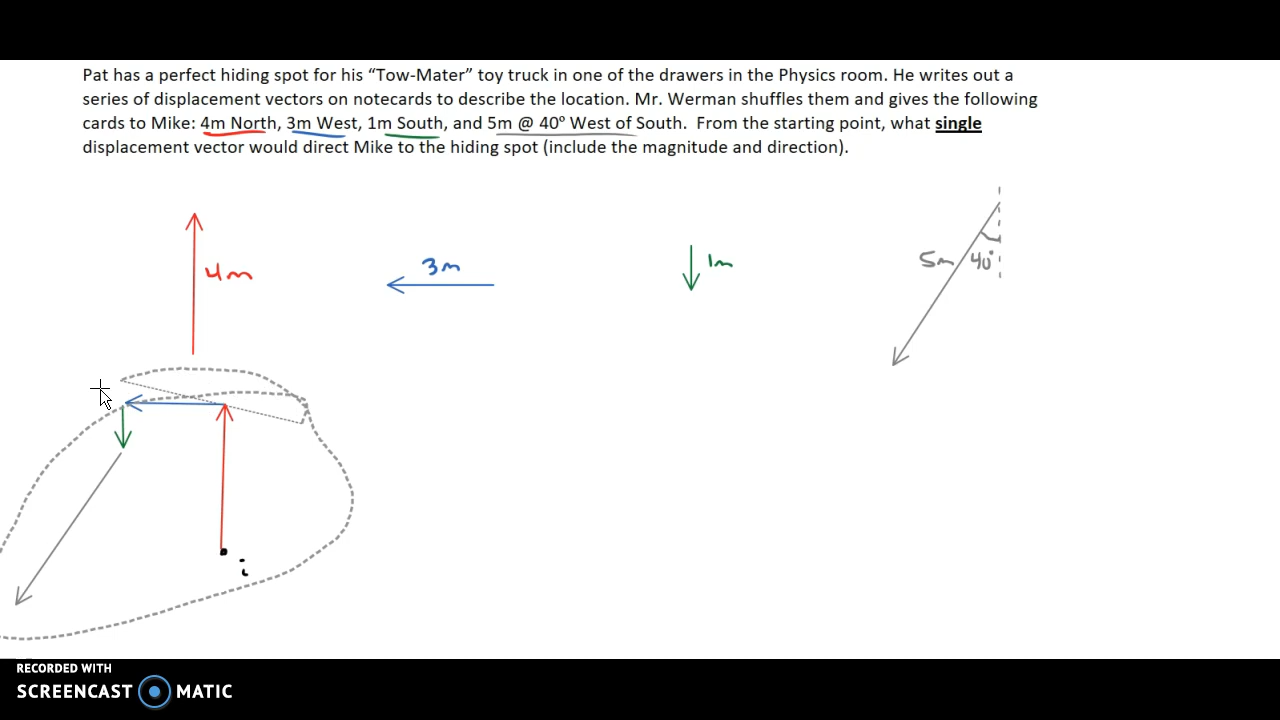 Pat has a perfect hiding spot for his “Tow-Mater” toy truck in one of the drawers in the Physics room. He writes out a
series of displacement vectors on notecards to describe the location. Mr. Werman shuffles them and gives the following
cards to Mike: 4m North, 3m West, 1m South, and 5m @ 40º West of South. From the starting point, what single
displacement vector would direct Mike to the hiding spot (include the magnitude and direction).
4m
3m
1m
5m
40°
i
RECORDED WITH
SCREENCAST MATIC